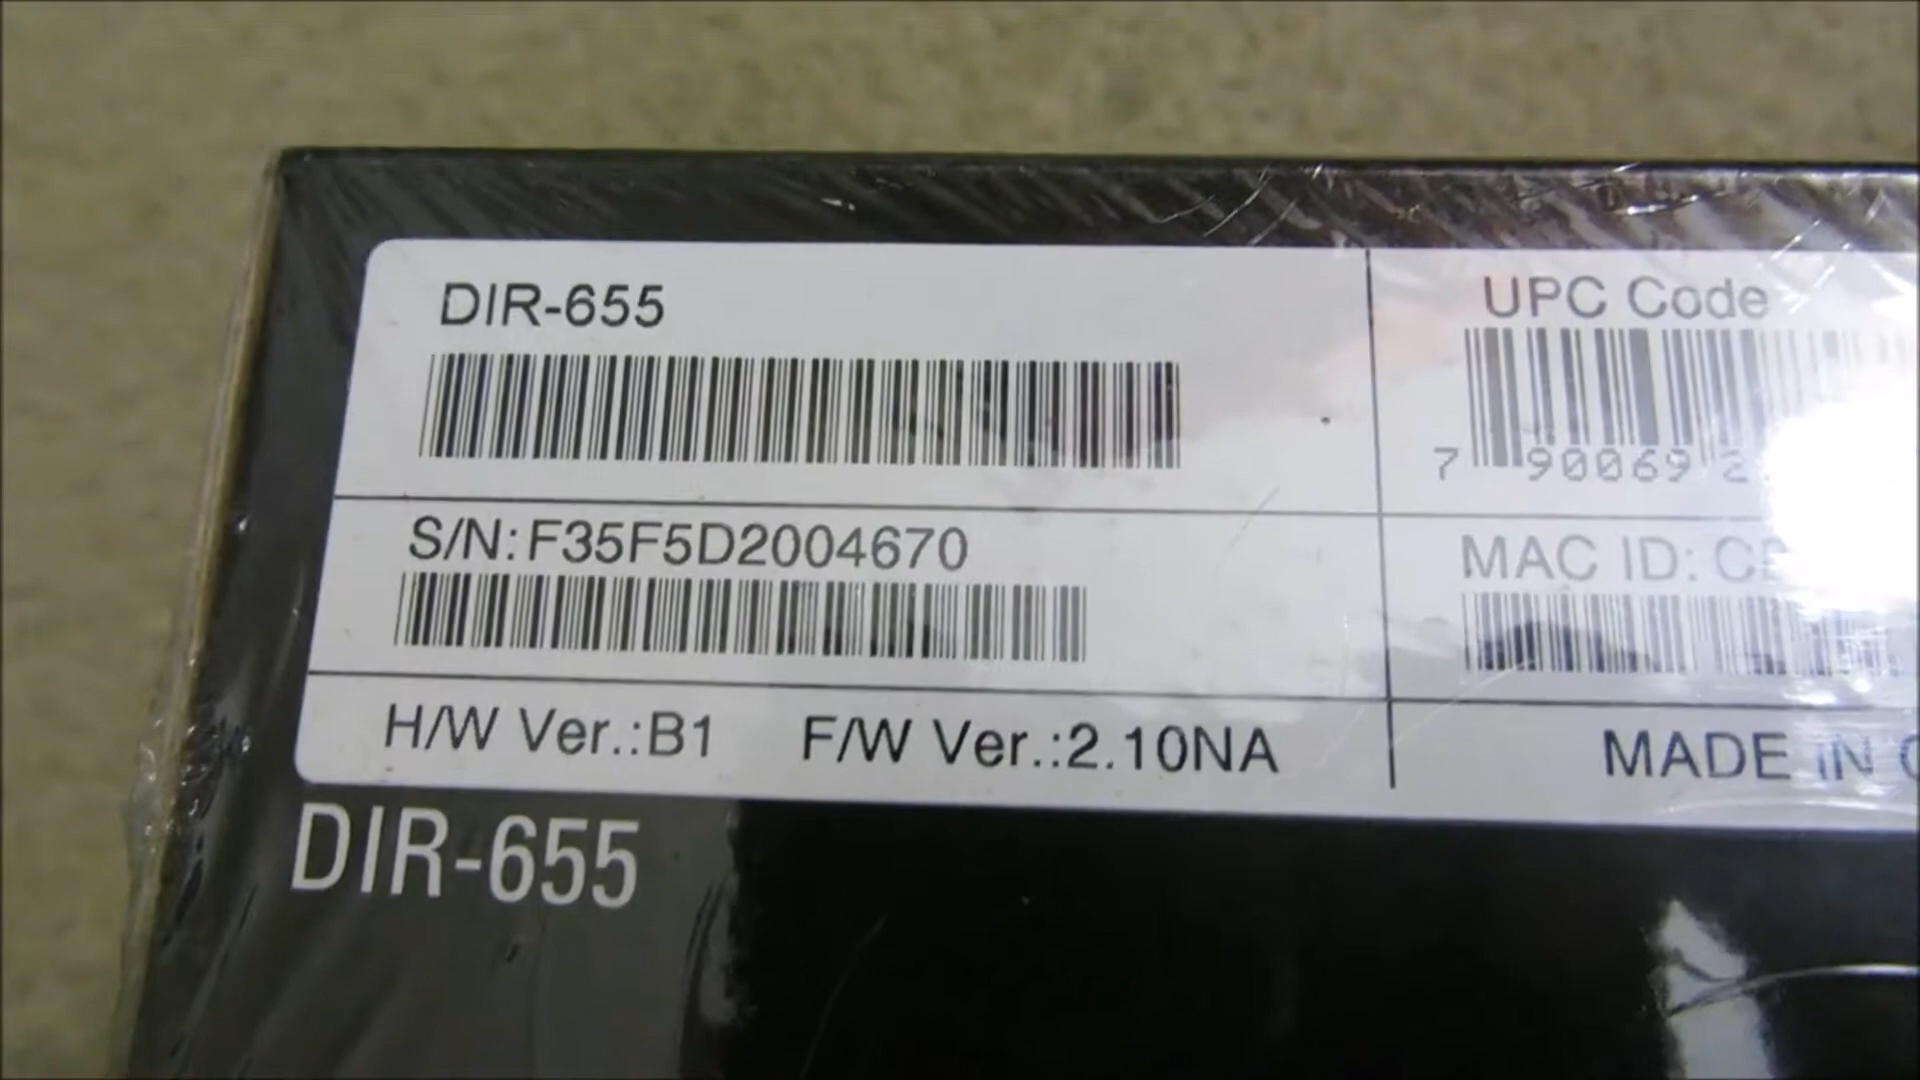 DIR-655
S/N: F35F5D2004670
H/W Ver.:B1 F/W Ver.:2.10NA
UPC Code
7 90069 2
MAC ID:
MADE IN
DIR-655